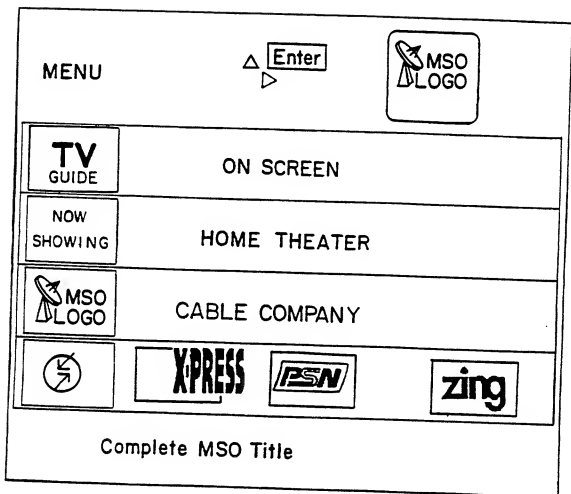 MENU Enter MSO LOGO
TV GUIDE ON SCREEN
NOW SHOWING HOME THEATER
MSO LOGO CABLE COMPANY
X·PRESS PSN zing
Complete MSO Title